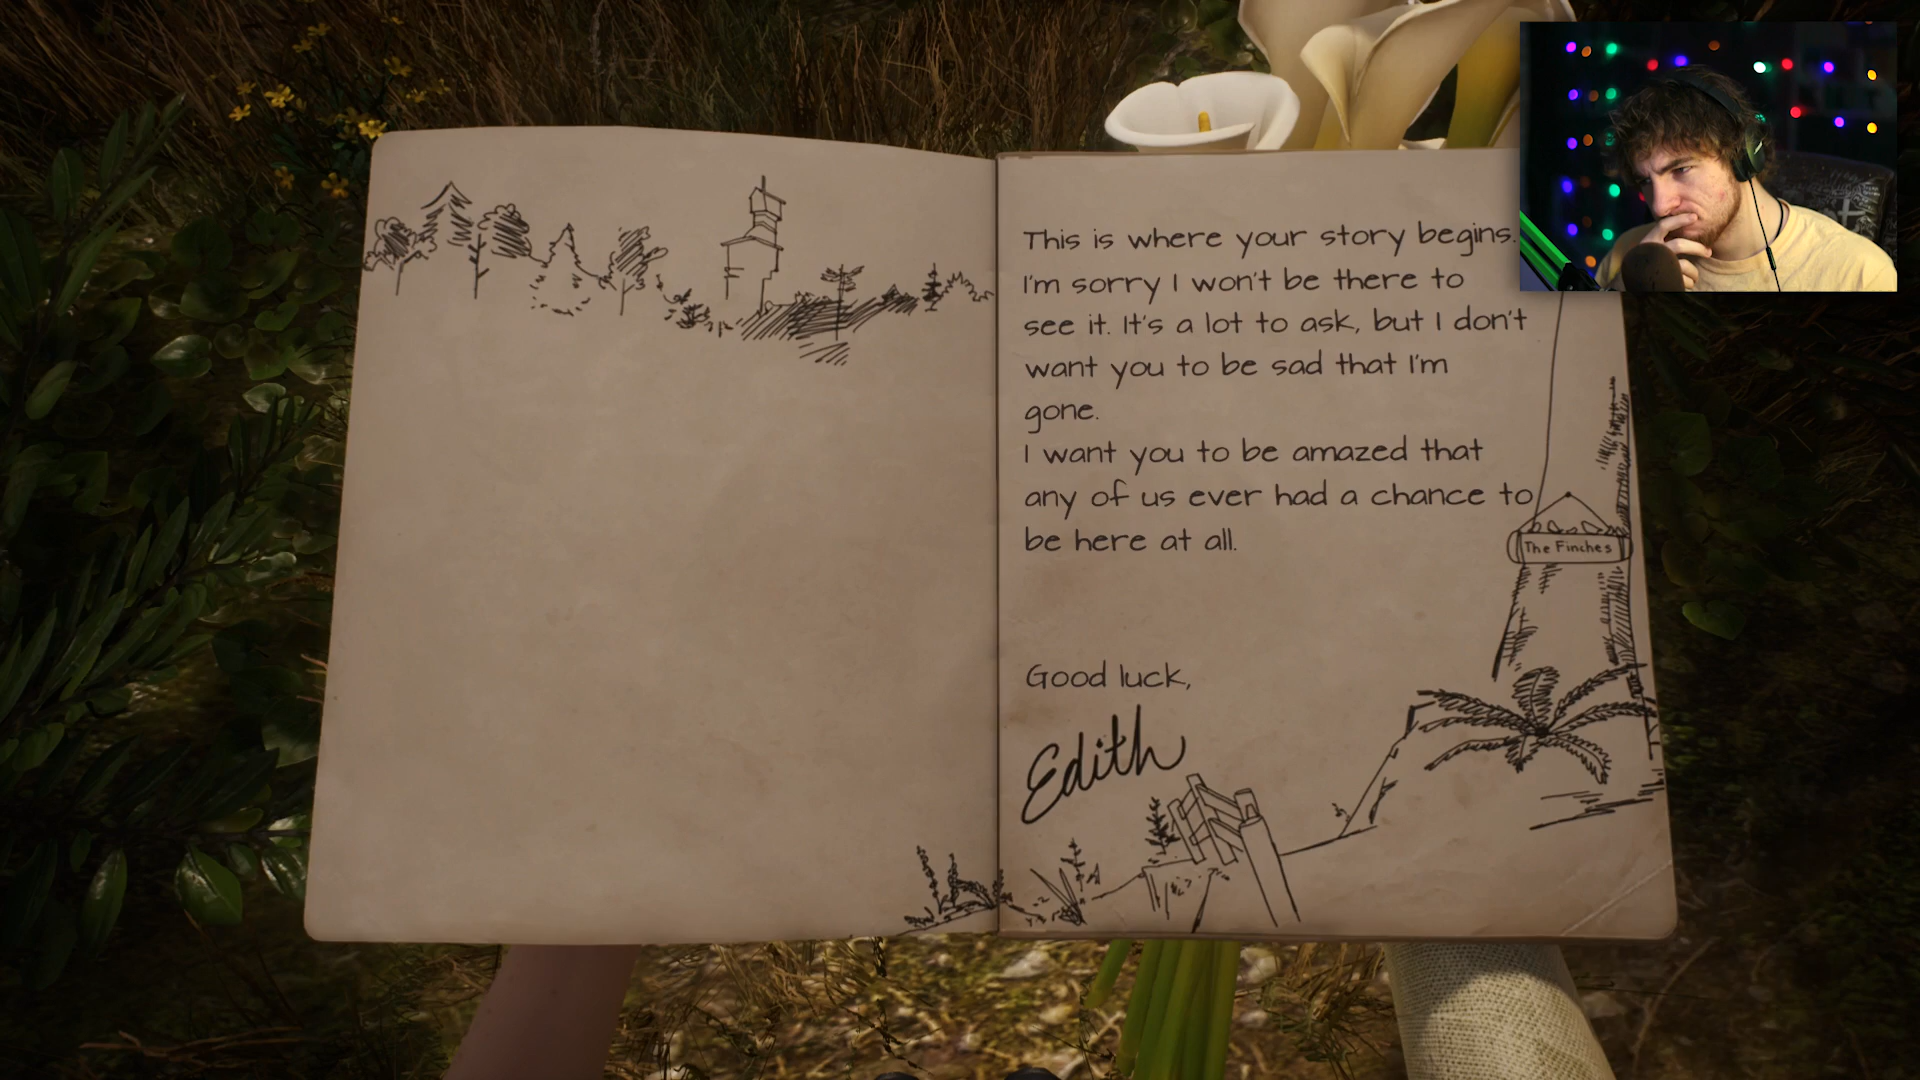 This is where your story begins.
I'm sorry I won't be there to
see it. It's a lot to ask, but I don't
want you to be sad that I'm
gone.
I want you to be amazed that
any of us ever had a chance to
be here at all.
The Finches
Good luck,
Edith